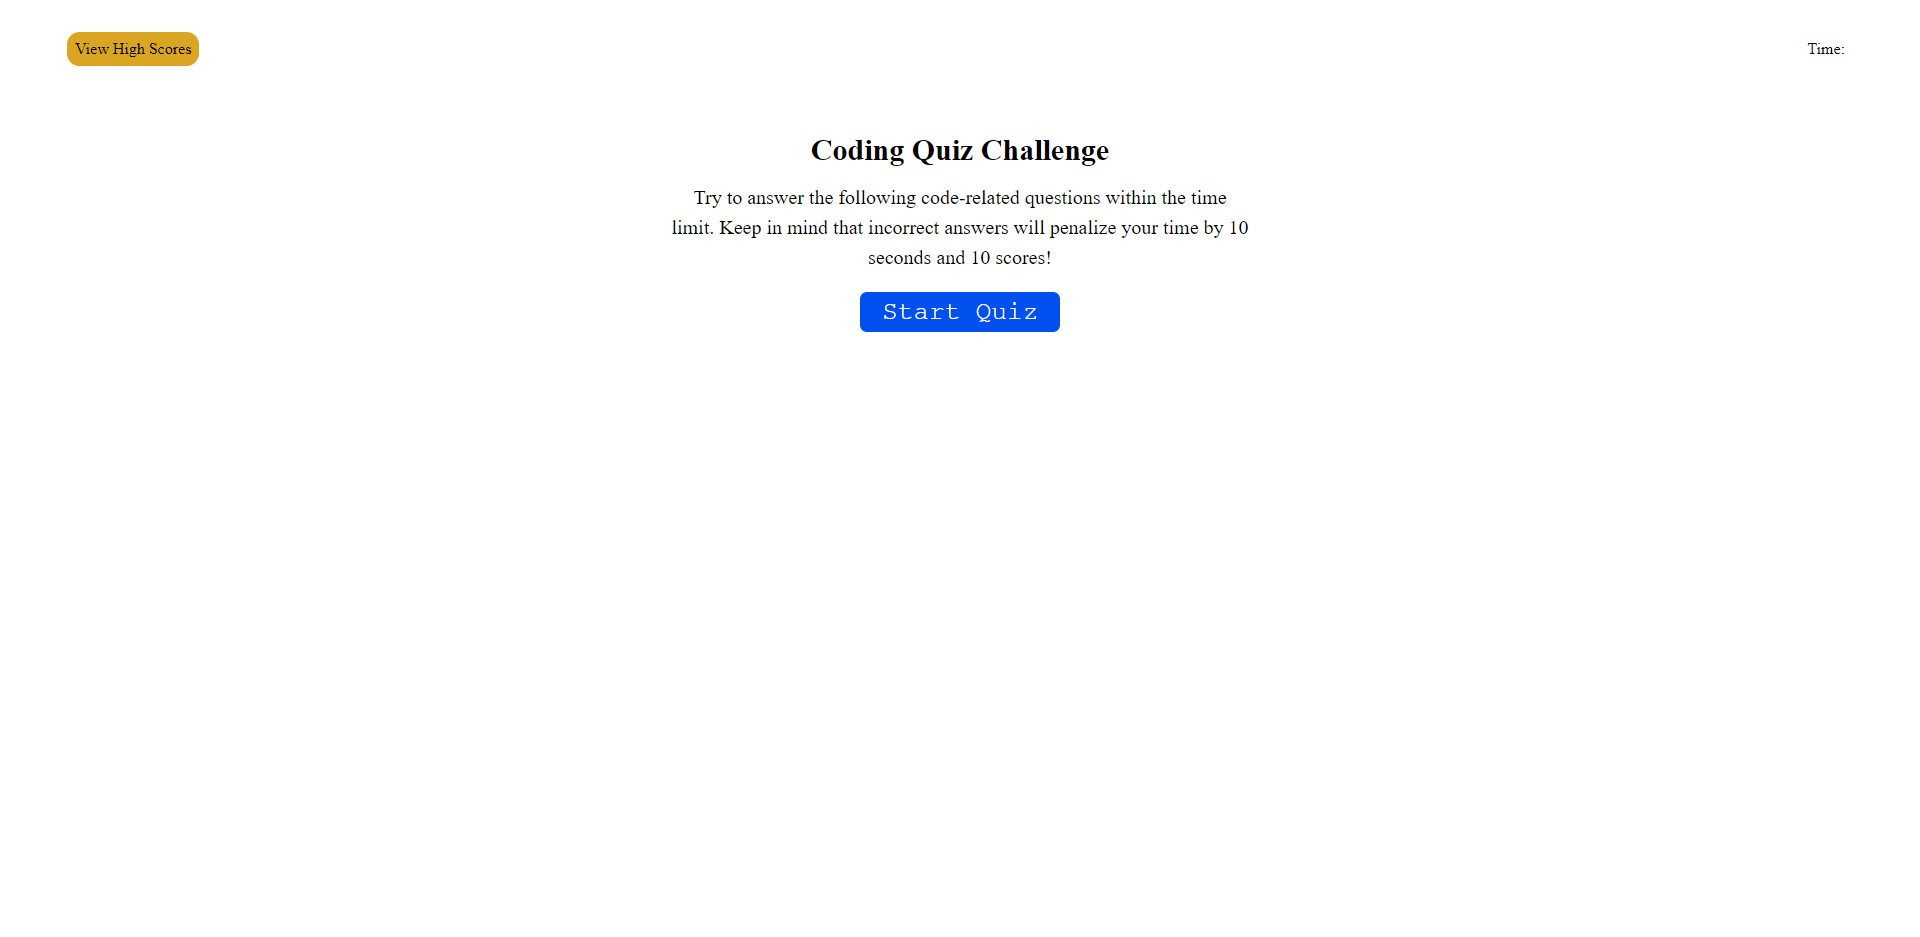 View High Scores
Time:
Coding Quiz Challenge
Try to answer the following code-related questions within the time
limit. Keep in mind that incorrect answers will penalize your time by 10
seconds and 10 scores!
Start Quiz